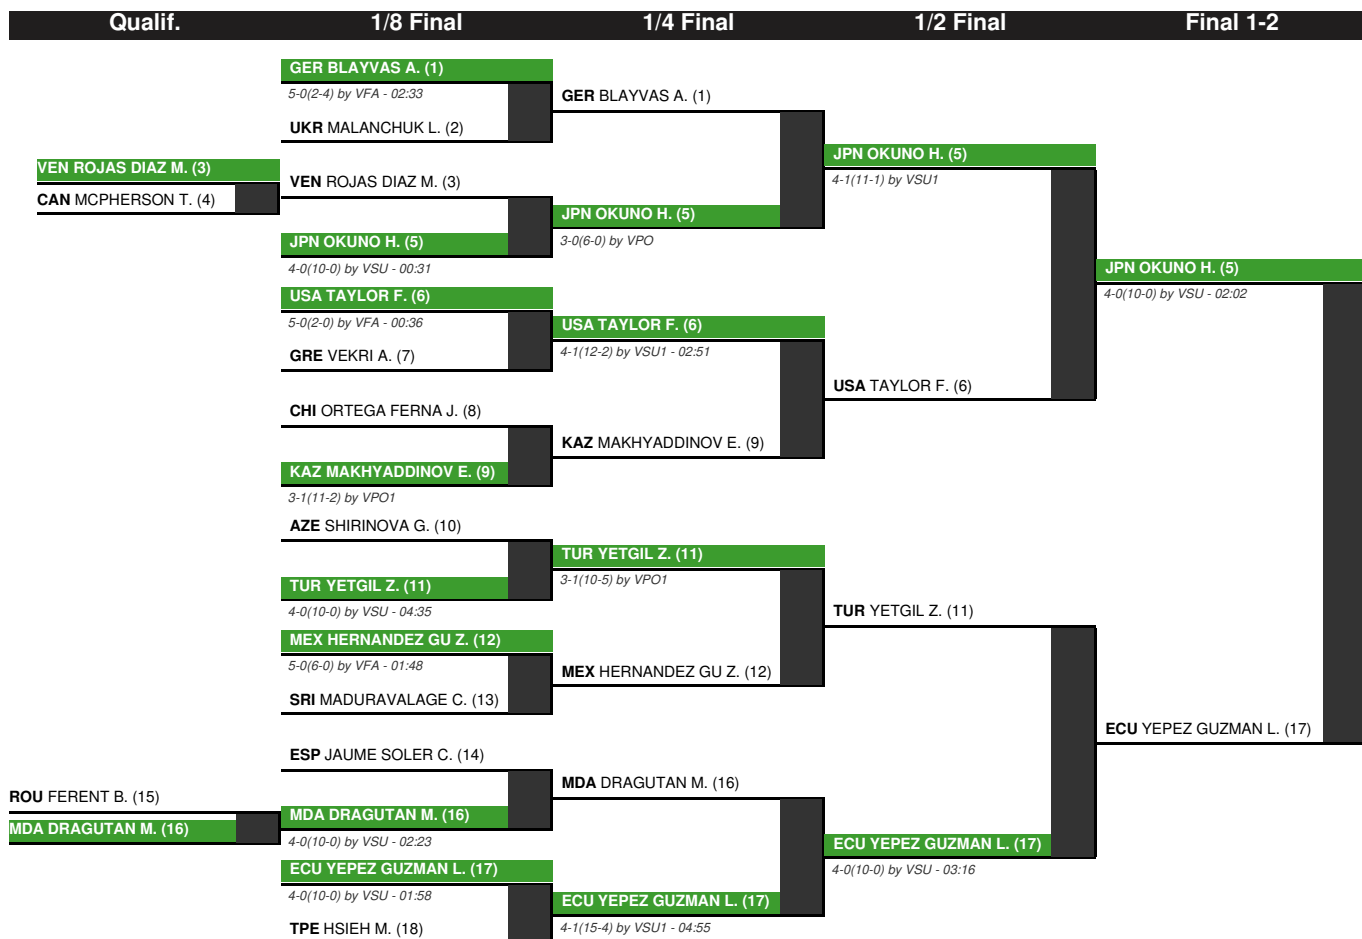 Qualif.
1/8 Final
1/4 Final
1/2 Final
Final 1-2
VEN ROJAS DIAZ M. (3)
CAN MCPHERSON T. (4)
ROU FERENT B. (15)
MDA DRAGUTAN M. (16)
GER BLAYVAS A. (1)
5-0(2-4) by VFA - 02:33
UKR MALANCHUK L. (2)
VEN ROJAS DIAZ M. (3)
JPN OKUNO H. (5)
4-0(10-0) by VSU - 00:31
USA TAYLOR F. (6)
5-0(2-0) by VFA - 00:36
GRE VEKRI A. (7)
CHI ORTEGA FERNA J. (8)
KAZ MAKHYADDINOV E. (9)
3-1(11-2) by VPO1
AZE SHIRINOVA G. (10)
TUR YETGIL Z. (11)
4-0(10-0) by VSU - 04:35
MEX HERNANDEZ GU Z. (12)
5-0(6-0) by VFA - 01:48
SRI MADURAVALAGE C. (13)
ESP JAUME SOLER C. (14)
MDA DRAGUTAN M. (16)
4-0(10-0) by VSU - 02:23
ECU YEPEZ GUZMAN L. (17)
4-0(10-0) by VSU - 01:58
TPE HSIEH M. (18)
GER BLAYVAS A. (1)
JPN OKUNO H. (5)
3-0(6-0) by VPO
USA TAYLOR F. (6)
4-1(12-2) by VSU1 - 02:51
KAZ MAKHYADDINOV E. (9)
TUR YETGIL Z. (11)
3-1(10-5) by VPO1
MEX HERNANDEZ GU Z. (12)
MDA DRAGUTAN M. (16)
ECU YEPEZ GUZMAN L. (17)
4-1(15-4) by VSU1 - 04:55
JPN OKUNO H. (5)
4-1(11-1) by VSU1
USA TAYLOR F. (6)
TUR YETGIL Z. (11)
ECU YEPEZ GUZMAN L. (17)
4-0(10-0) by VSU - 03:16
JPN OKUNO H. (5)
4-0(10-0) by VSU - 02:02
ECU YEPEZ GUZMAN L. (17)